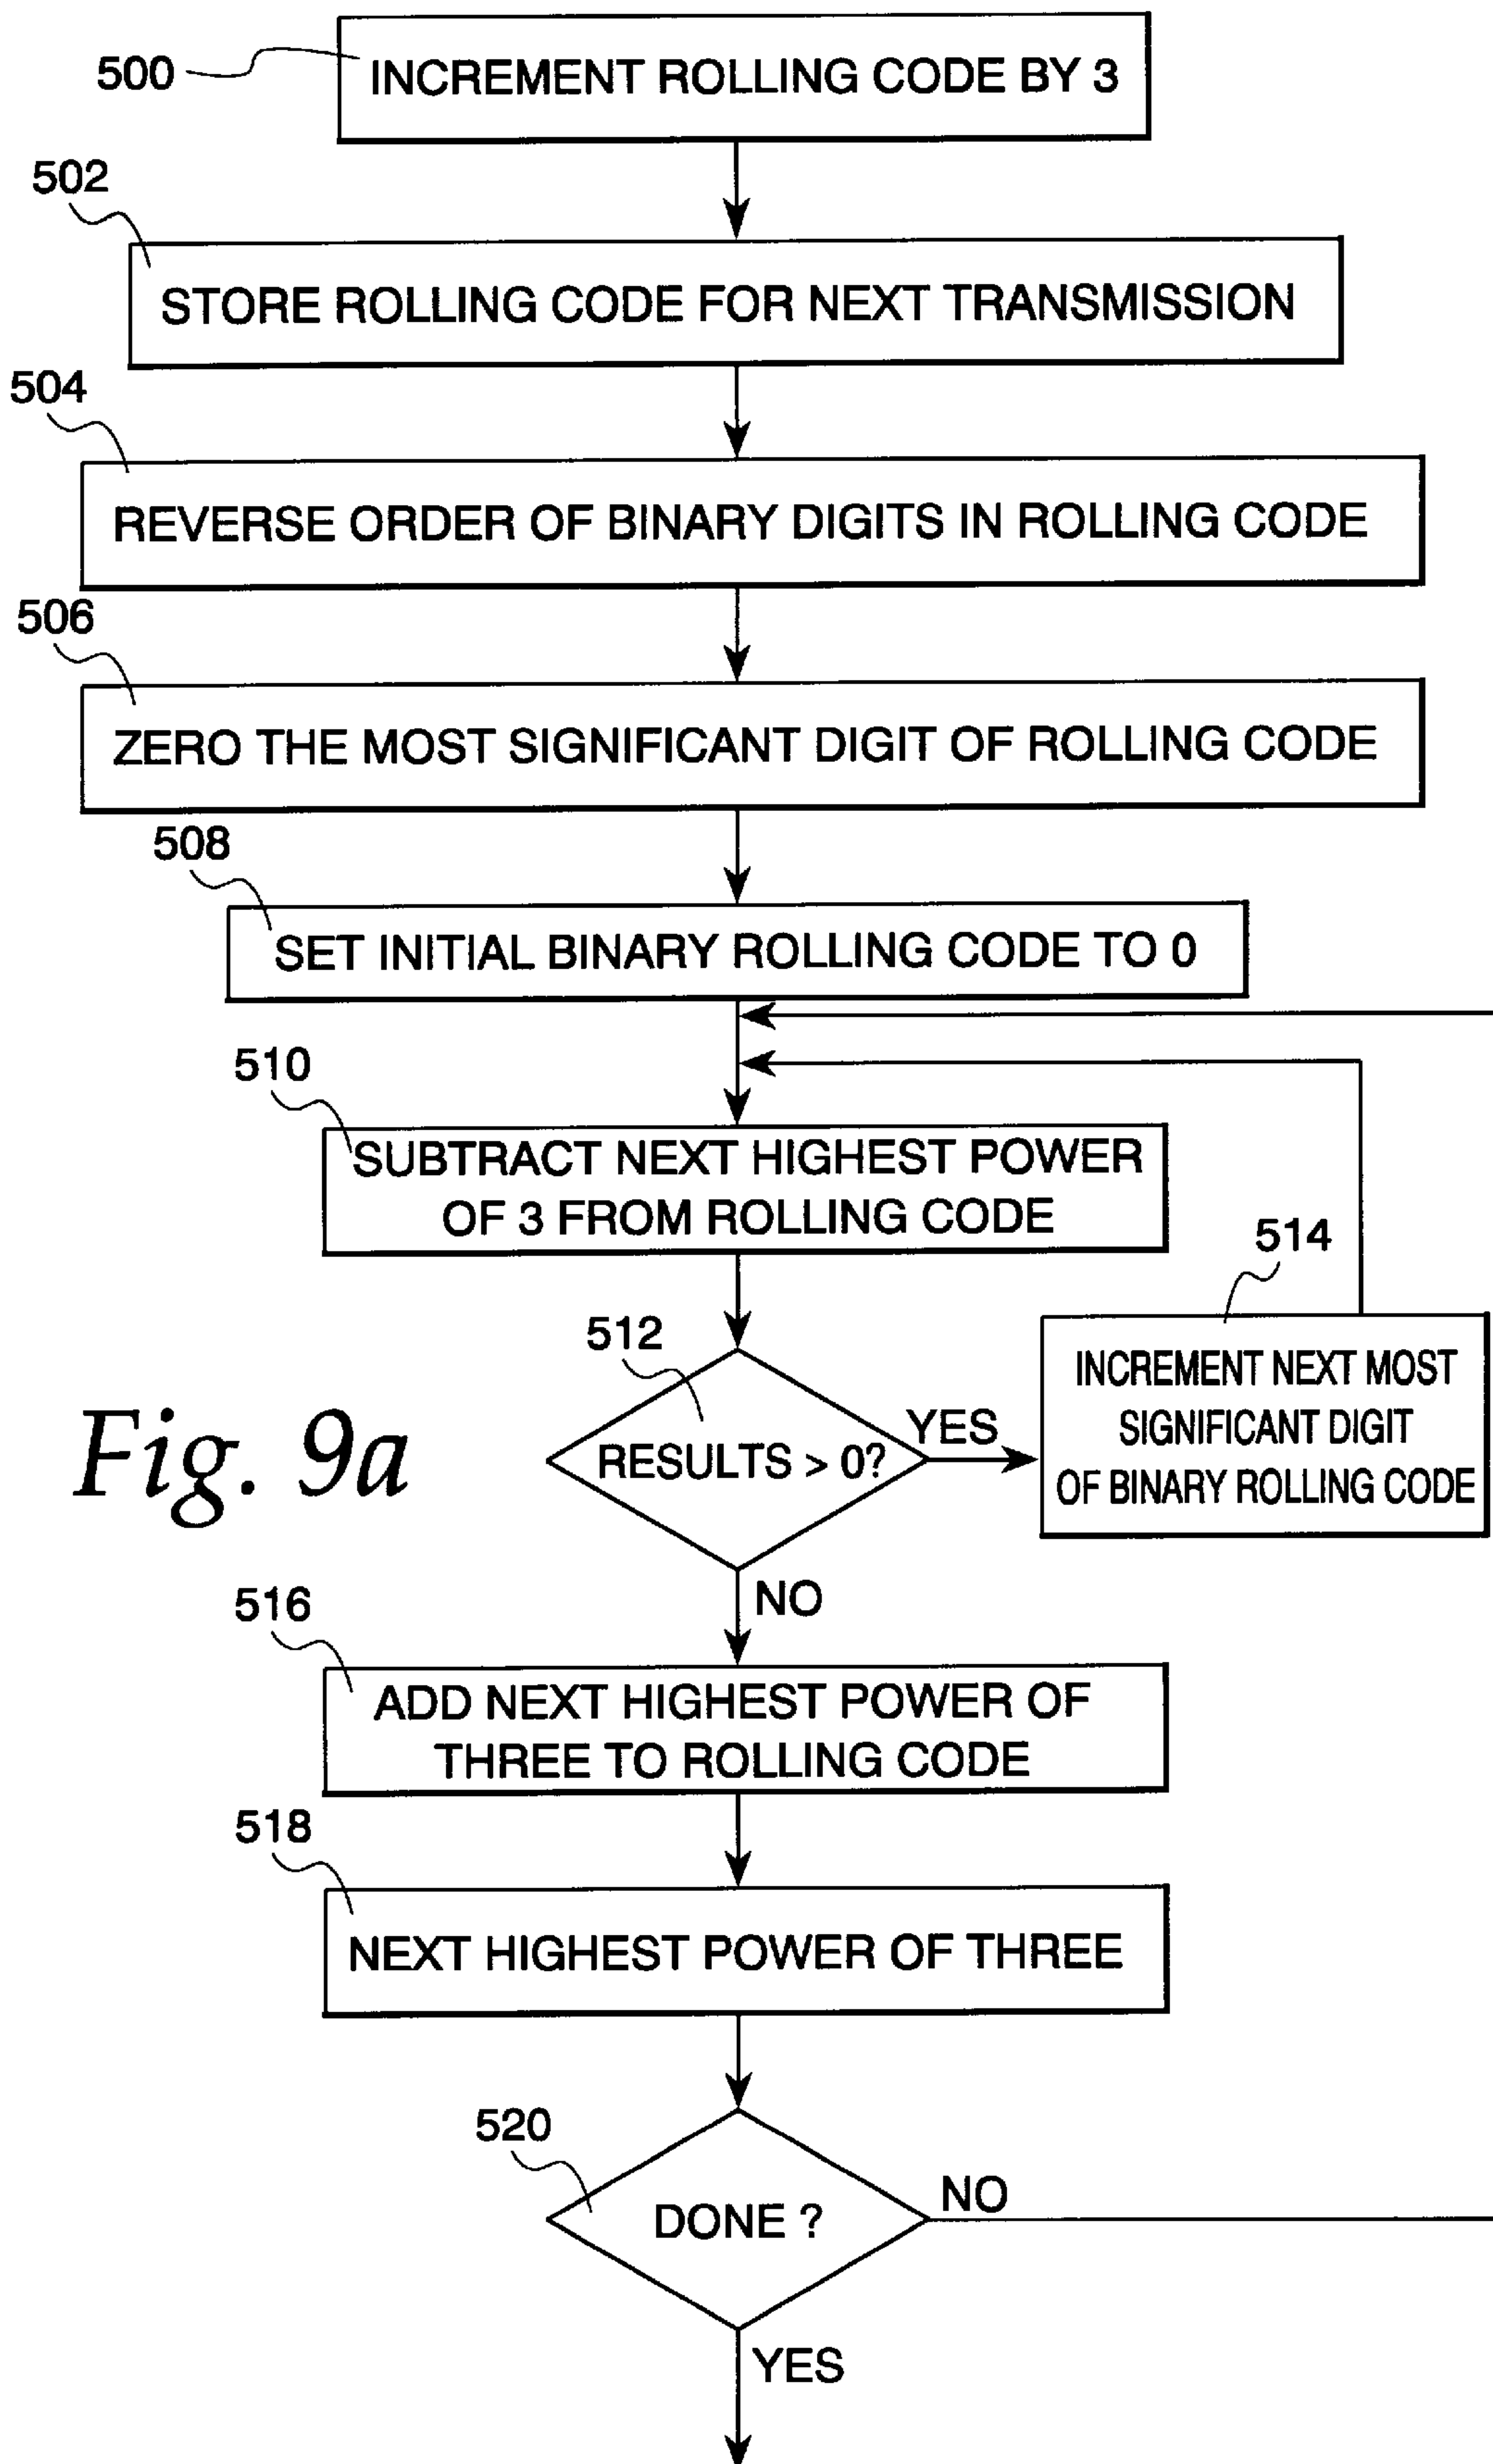 500
INCREMENT ROLLING CODE BY 3
502
STORE ROLLING CODE FOR NEXT TRANSMISSION
504
REVERSE ORDER OF BINARY DIGITS IN ROLLING CODE
506
ZERO THE MOST SIGNIFICANT DIGIT OF ROLLING CODE
508
SET INITIAL BINARY ROLLING CODE TO 0
510
SUBTRACT NEXT HIGHEST POWER
OF 3 FROM ROLLING CODE
512
RESULTS > 0?
YES
514
INCREMENT NEXT MOST
SIGNIFICANT DIGIT
OF BINARY ROLLING CODE
Fig. 9a
NO
516
ADD NEXT HIGHEST POWER OF
THREE TO ROLLING CODE
518
NEXT HIGHEST POWER OF THREE
520
DONE ?
NO
YES